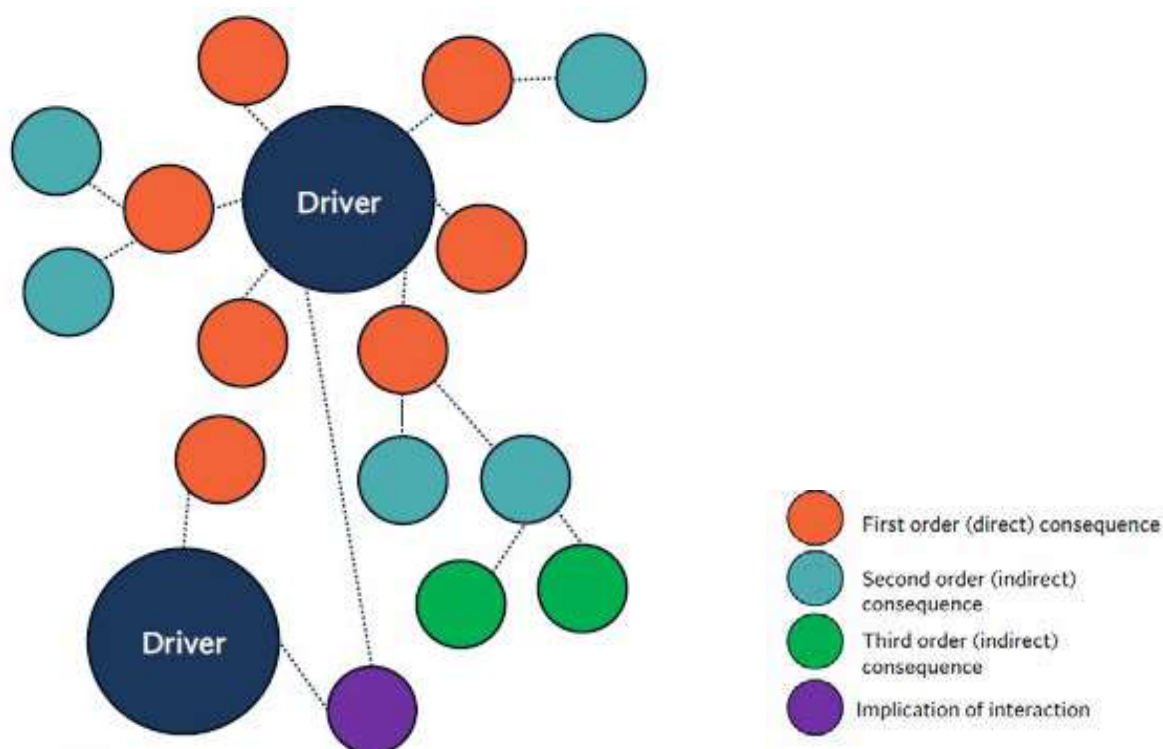 Driver
Driver
First order (direct) consequence
Second order (indirect)
consequence
Third order (indirect)
consequence
Implication of interaction